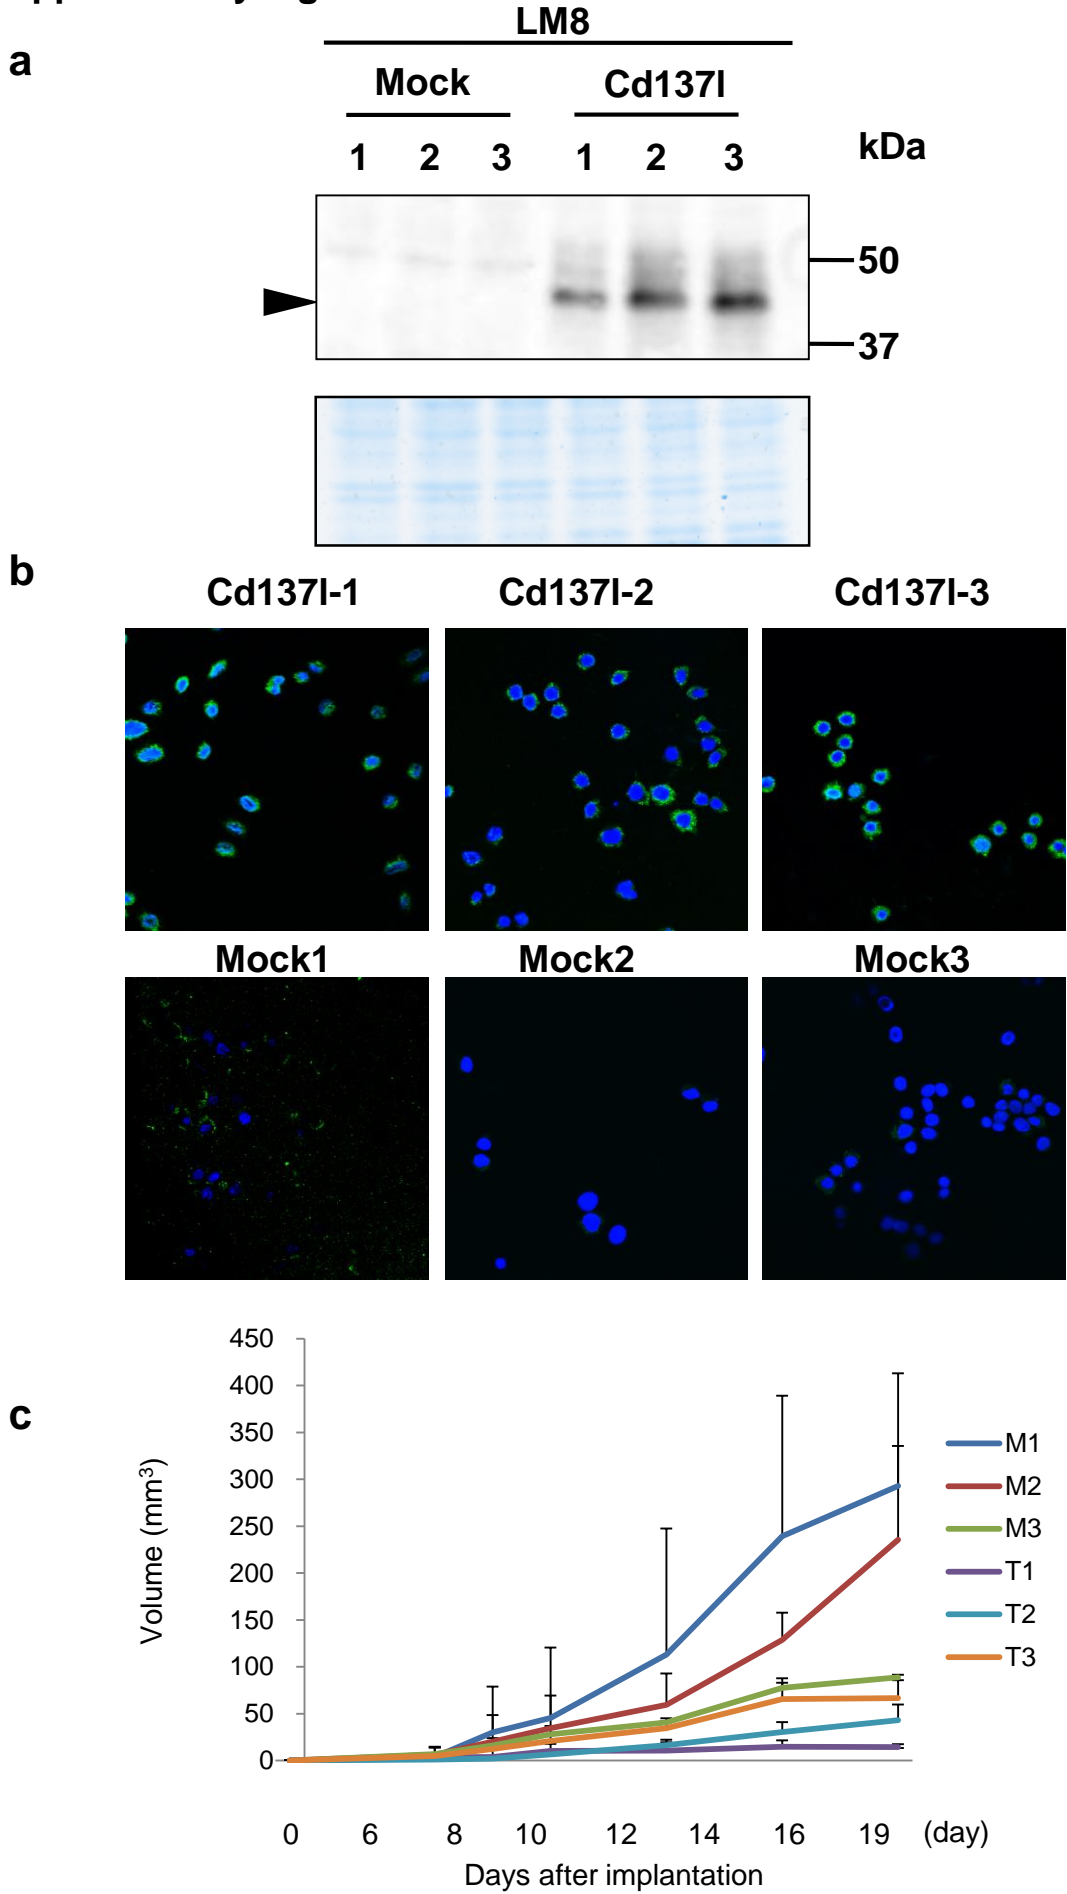 LM8
a
Mock Cd137l
1 2 3 1 2 3 kDa
50
37
b
Cd137l-1 Cd137l-2 Cd137l-3
Mock1 Mock2 Mock3
c
450
400
350
300
250
200
150
100
50
0
Volume (mm³)
M1
M2
M3
T1
T2
T3
0 6 8 10 12 14 16 19 (day)
Days after implantation